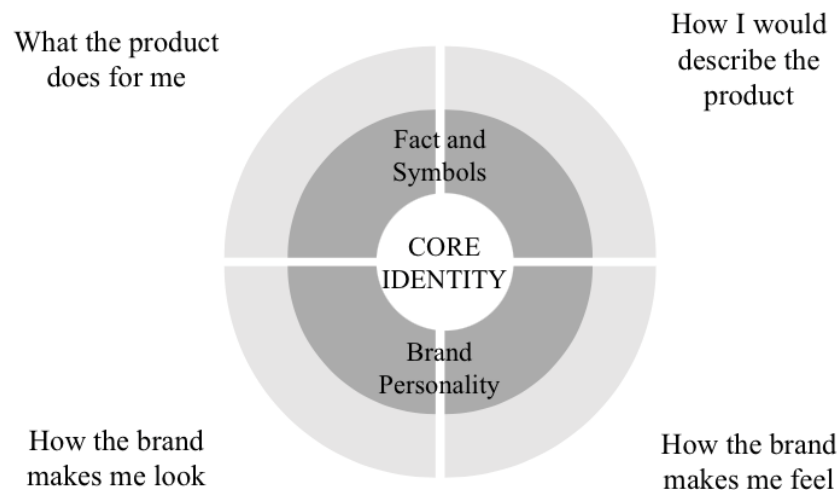 What the product
does for me
How I would
describe the
product
Fact and
Symbols
CORE
IDENTITY
Brand
Personality
How the brand
makes me look
How the brand
makes me feel